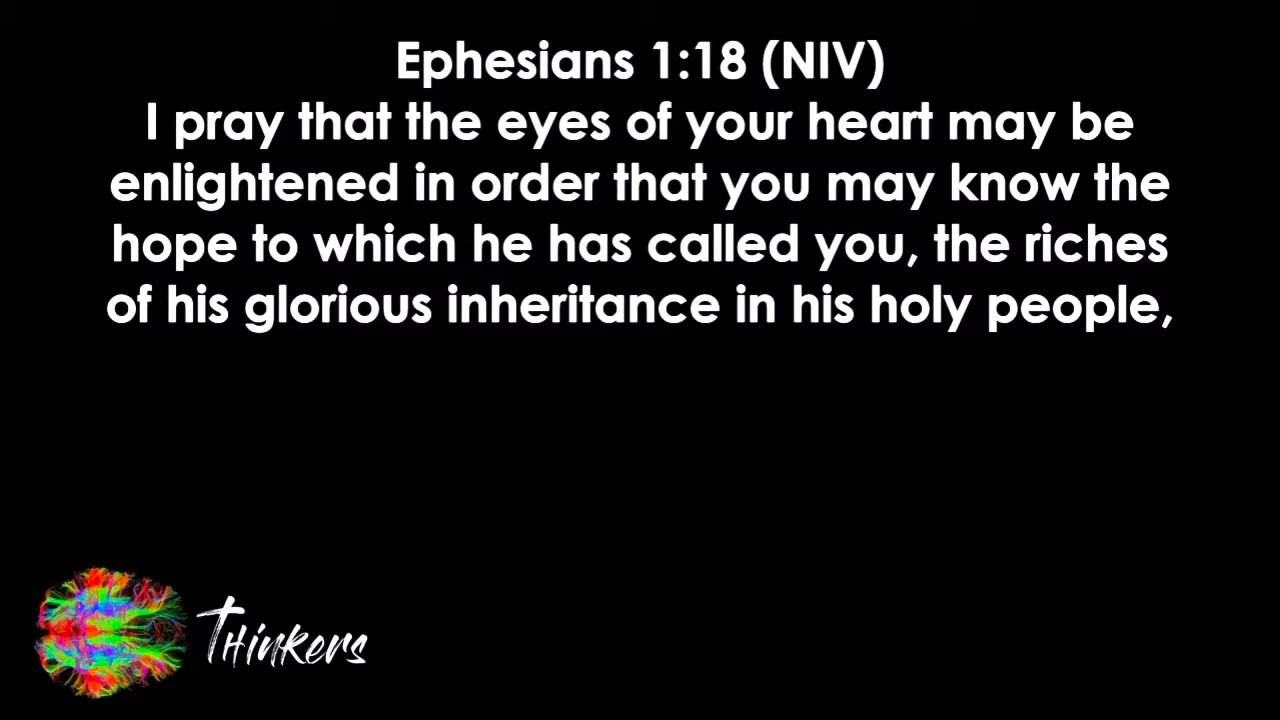 Ephesians 1:18 (NIV)
I pray that the eyes of your heart may be
enlightened in order that you may know the
hope to which he has called you, the riches
of his glorious inheritance in his holy people,
THinkers